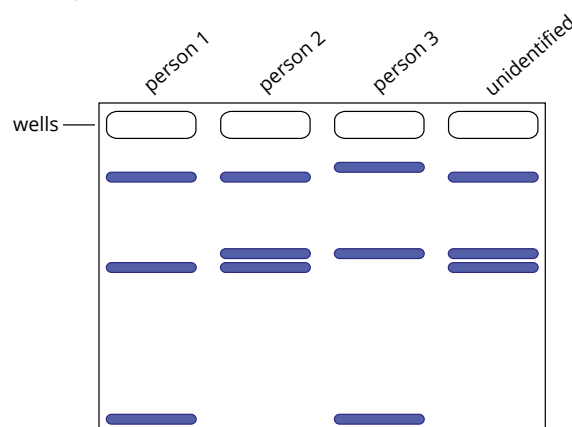 person 1
person 2
person 3
unidentified
wells